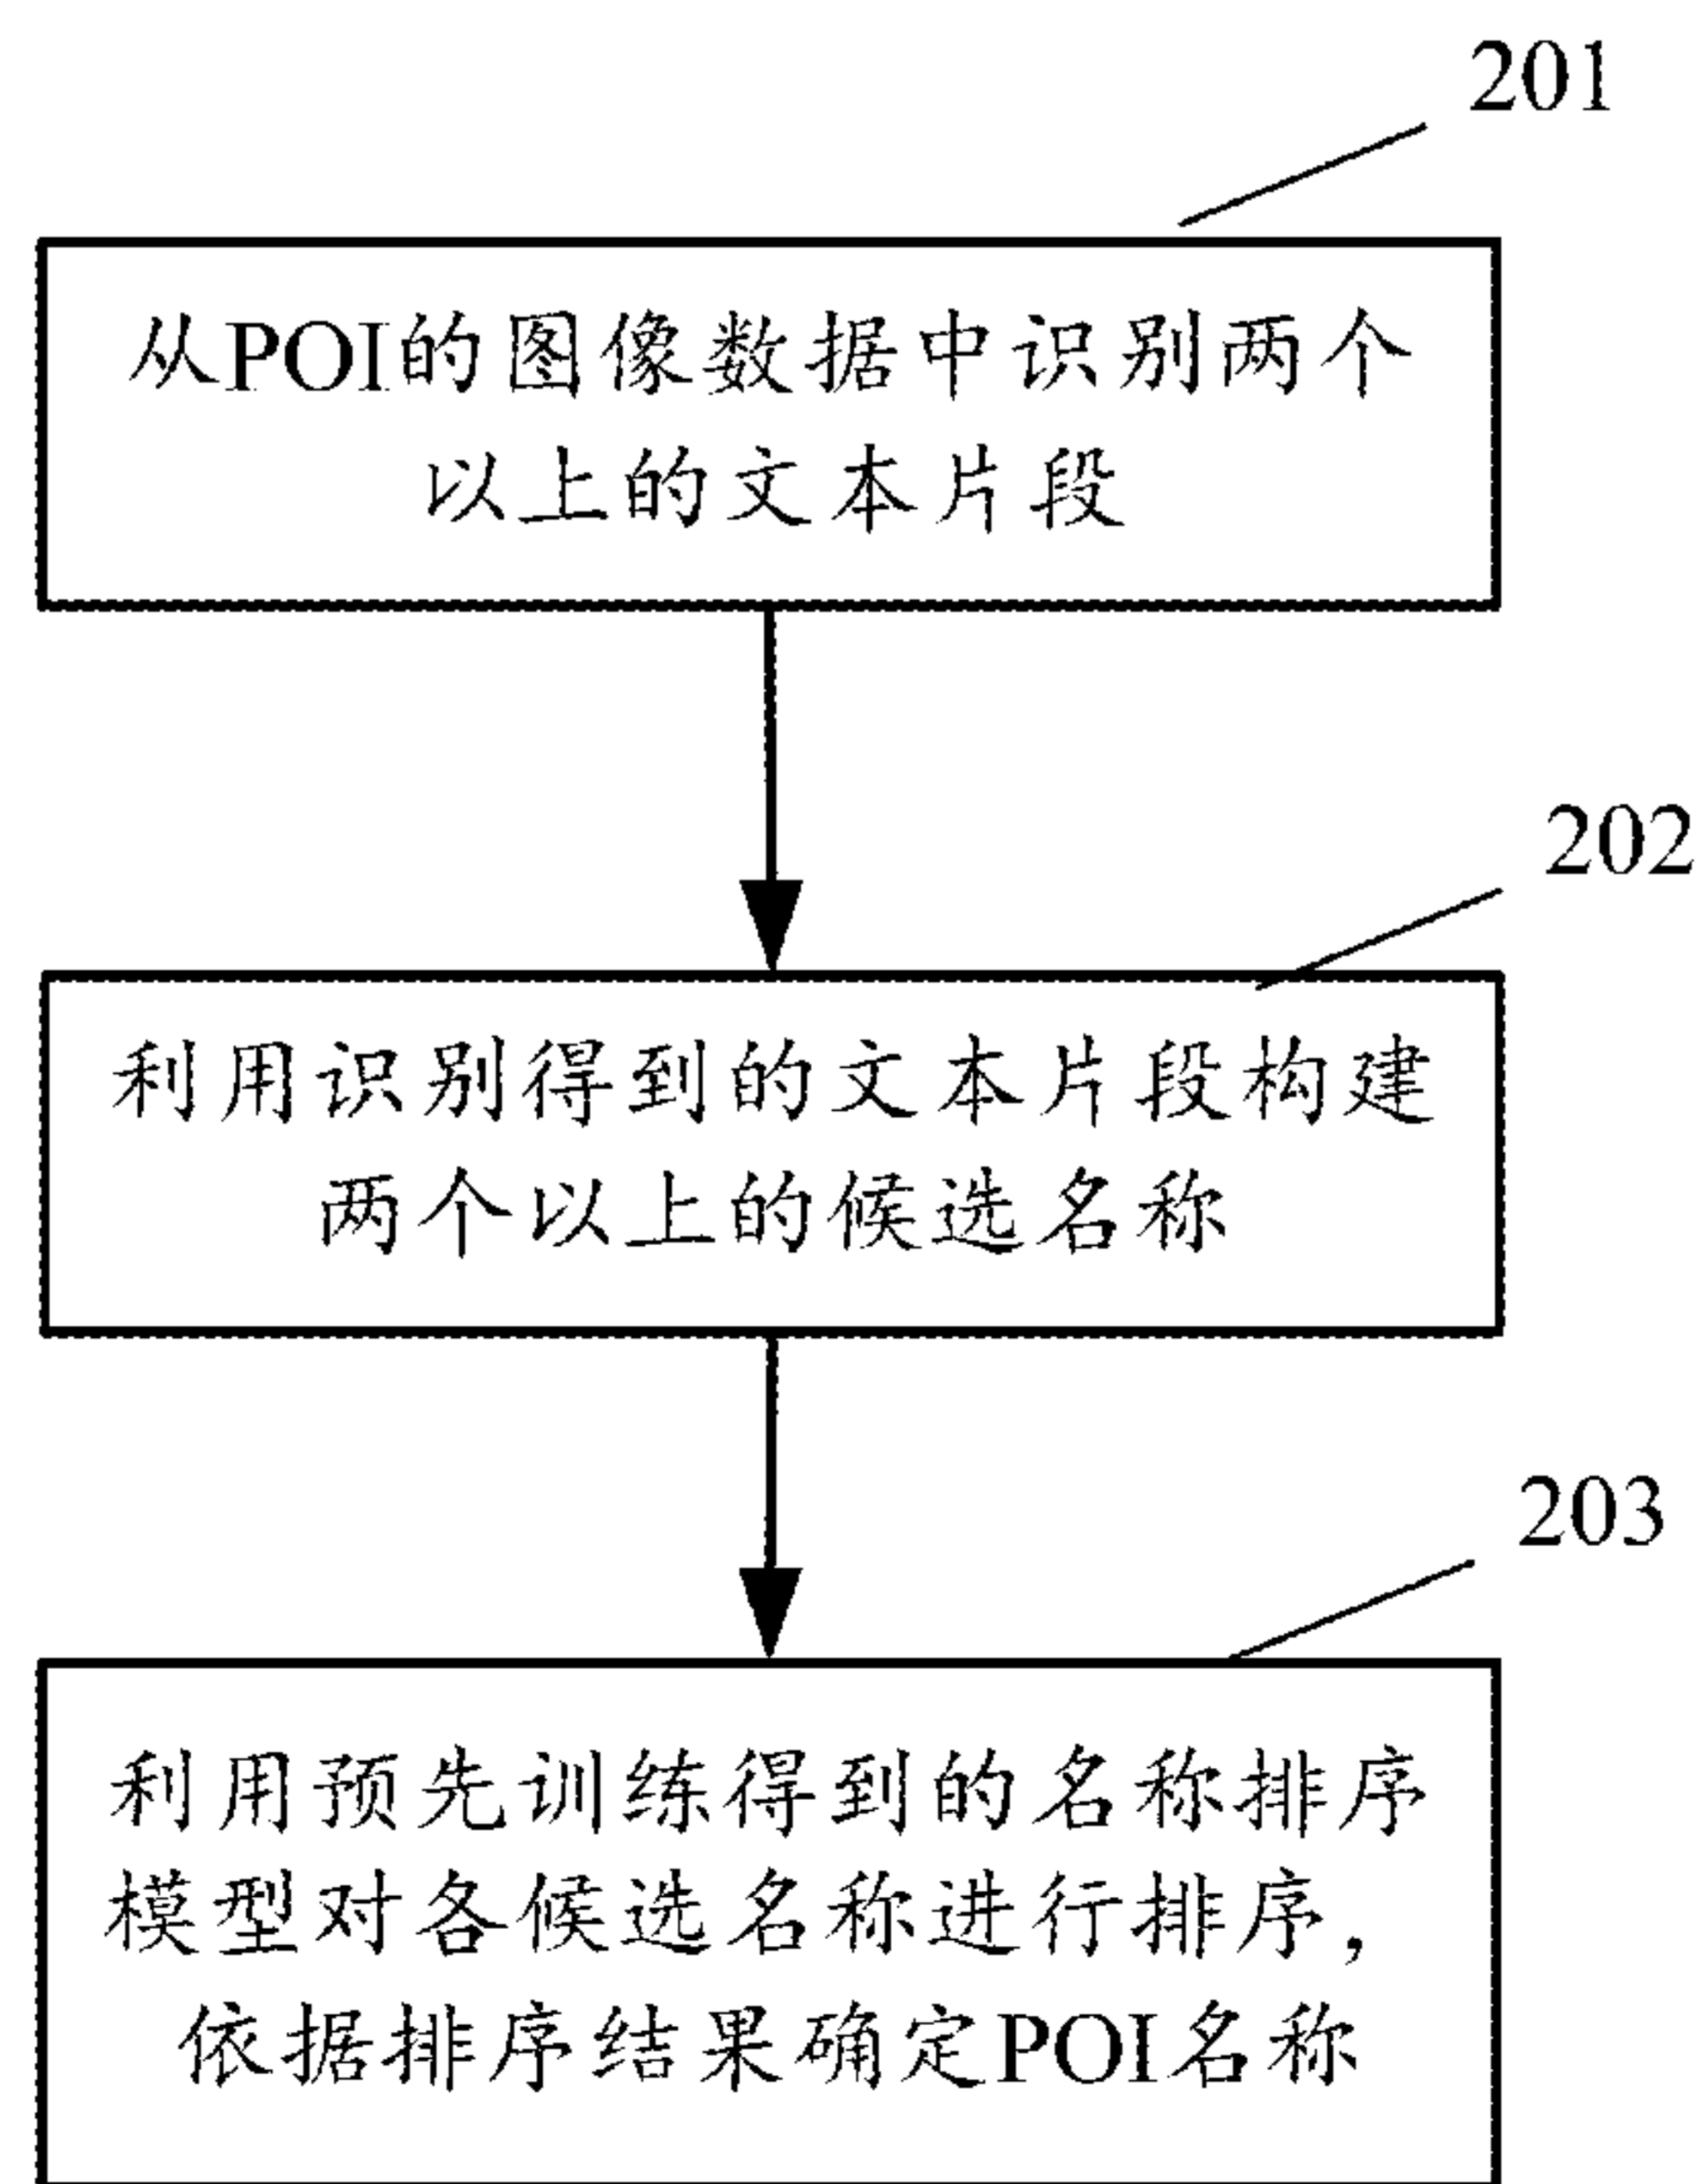 201
从POI的图像数据中识别两个
以上的文本片段
202
利用识别得到的文本片段构建
两个以上的候选名称
203
利用预先训练得到的名称排序
模型对各候选名称进行排序，
依据排序结果确定POI名称